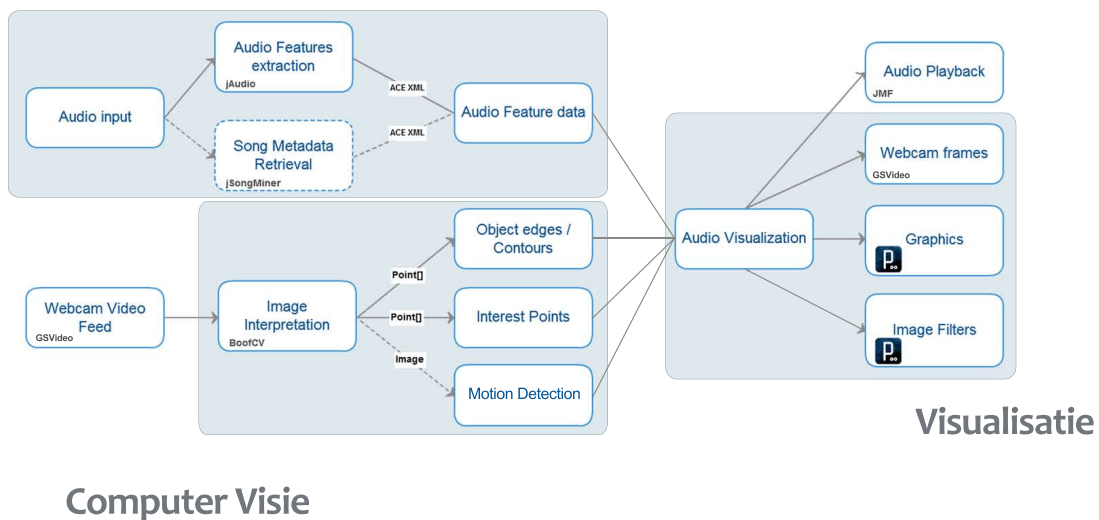 Audio input
Audio Features
extraction
jAudio
Song Metadata
Retrieval
jSongMiner
ACE XML
ACE XML
Audio Feature data
Webcam Video
Feed
GSVideo
Image
Interpretation
BoofCV
Point[]
Point[]
Image
Object edges /
Contours
Interest Points
Motion Detection
Audio Visualization
Audio Playback
JMF
Webcam frames
GSVideo
Graphics
P
Image Filters
P
Visualisatie
Computer Visie